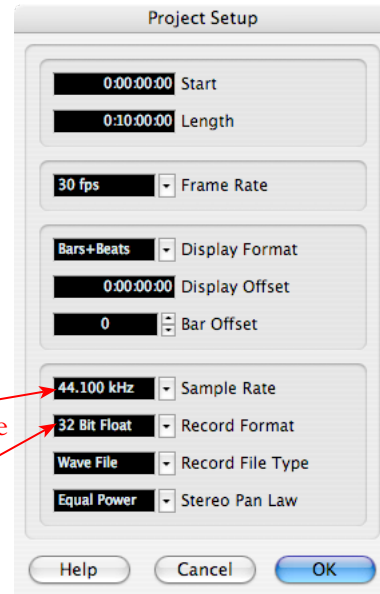 Project Setup
0:00:00:00 Start
0:10:00:00 Length
30 fps Frame Rate
Bars+Beats Display Format
0:00:00:00 Display Offset
0 Bar Offset
44.100 kHz Sample Rate
e
32 Bit Float Record Format
Wave File Record File Type
Equal Power Stereo Pan Law
Help Cancel OK